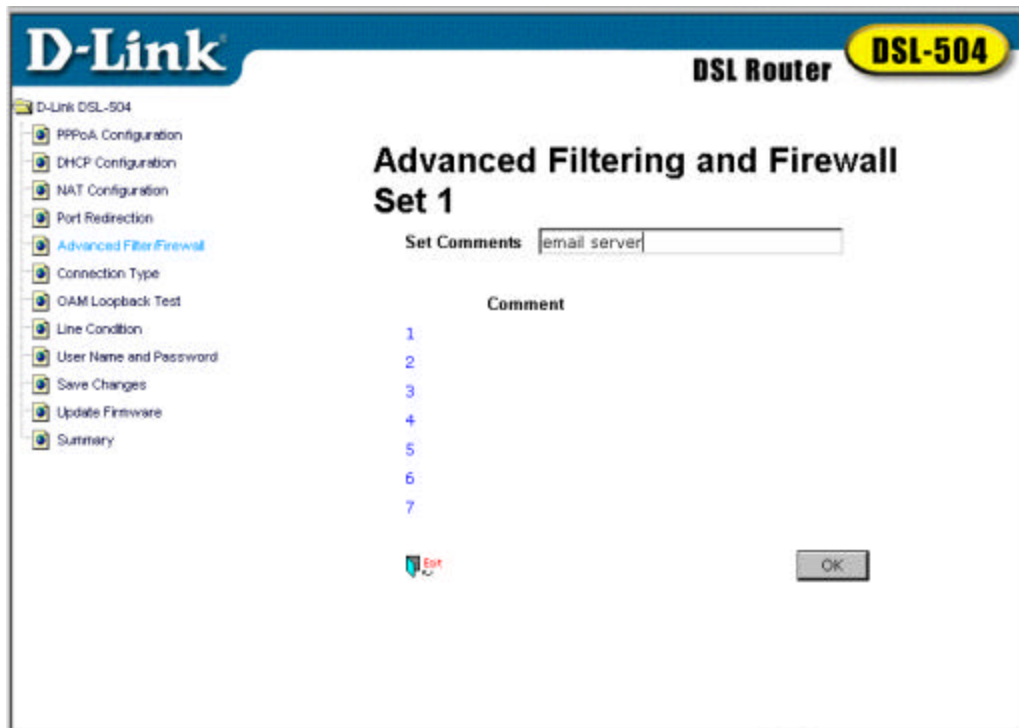 D-Link
DSL Router
DSL-504
D-Link DSL-504
PPPoA Configuration
DHCP Configuration
NAT Configuration
Port Redirection
Advanced Filter/Firewall
Connection Type
OAM Loopback Test
Line Condition
User Name and Password
Save Changes
Update Firmware
Summary
Advanced Filtering and Firewall
Set 1
Set Comments email server
Comment
1
2
3
4
5
6
7
Exit
OK